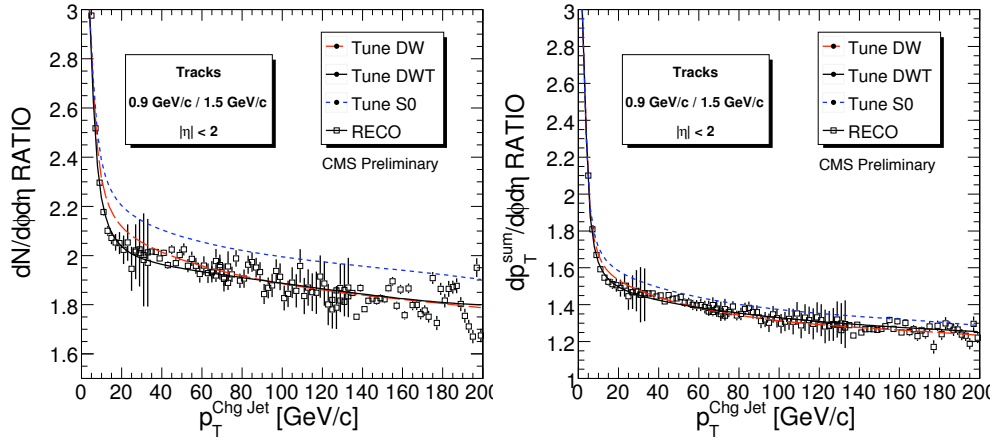 dN/dϕdη RATIO
3
2.8
2.6
2.4
2.2
2
1.8
1.6
Tracks
0.9 GeV/c / 1.5 GeV/c
|η| < 2
Tune DW
Tune DWT
Tune S0
RECO
CMS Preliminary
0 20 40 60 80 100 120 140 160 180 200
p_T^Chg Jet [GeV/c]
dp_T^sum/dϕdη RATIO
3
2.8
2.6
2.4
2.2
2
1.8
1.6
1.4
1.2
1
Tracks
0.9 GeV/c / 1.5 GeV/c
|η| < 2
Tune DW
Tune DWT
Tune S0
RECO
CMS Preliminary
0 20 40 60 80 100 120 140 160 180 200
p_T^Chg Jet [GeV/c]